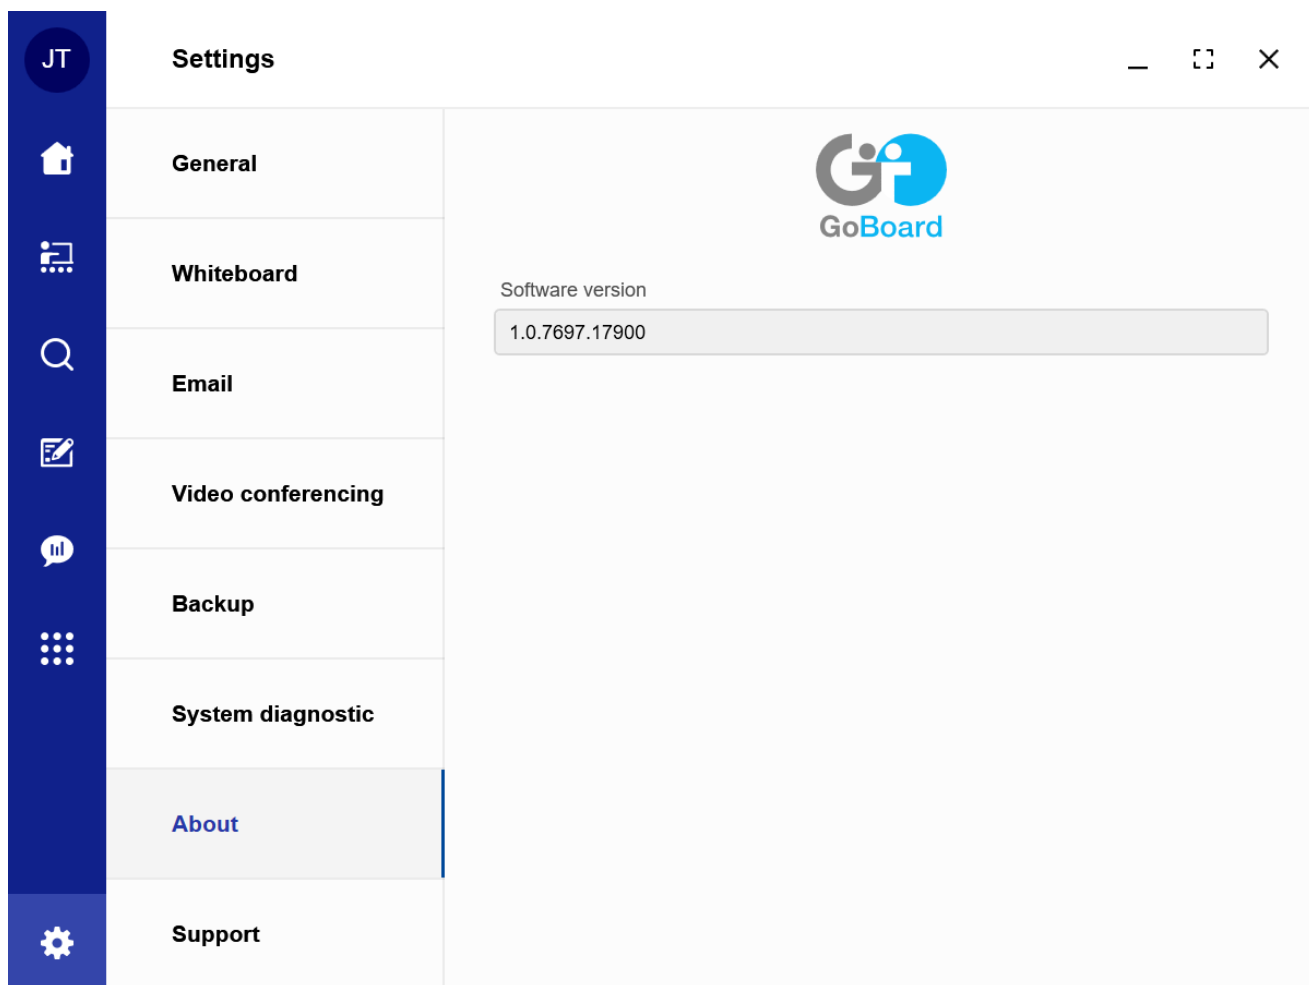 JT
Settings
General
Whiteboard
Email
Video conferencing
Backup
System diagnostic
About
Support
GoBoard
Software version
1.0.7697.17900